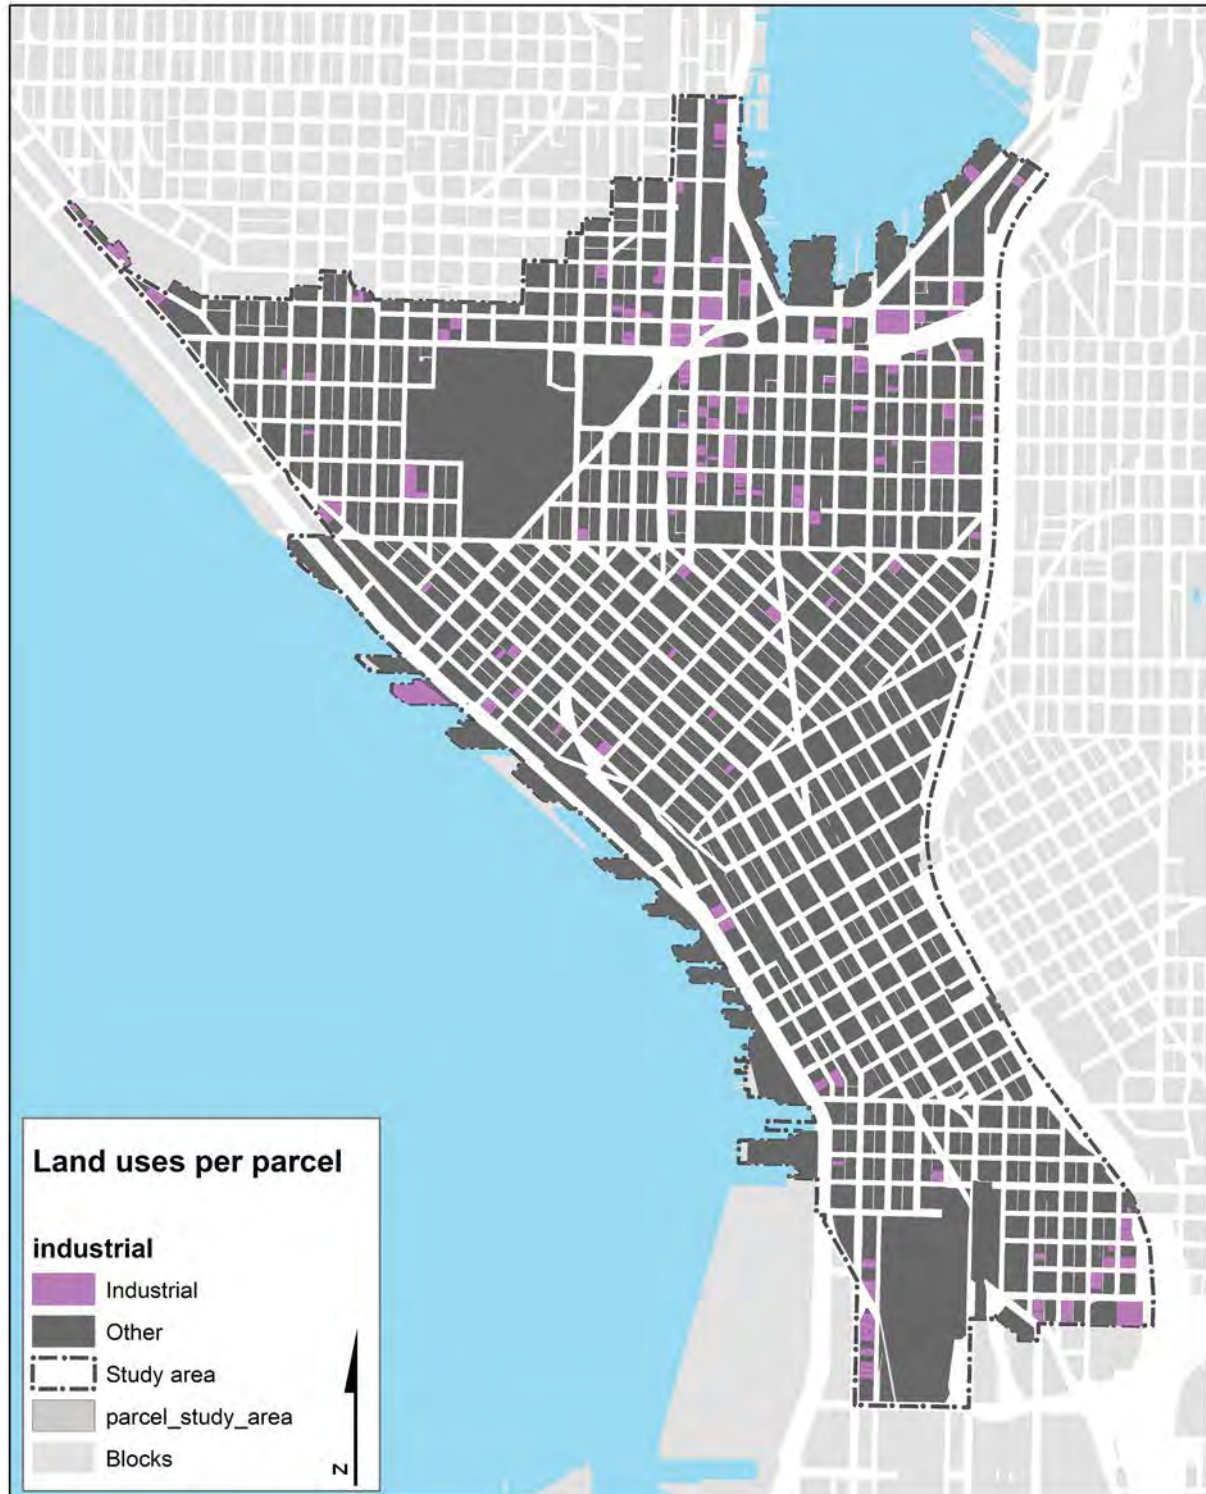 Land uses per parcel
industrial
Industrial
Other
Study area
parcel_study_area
Blocks
N